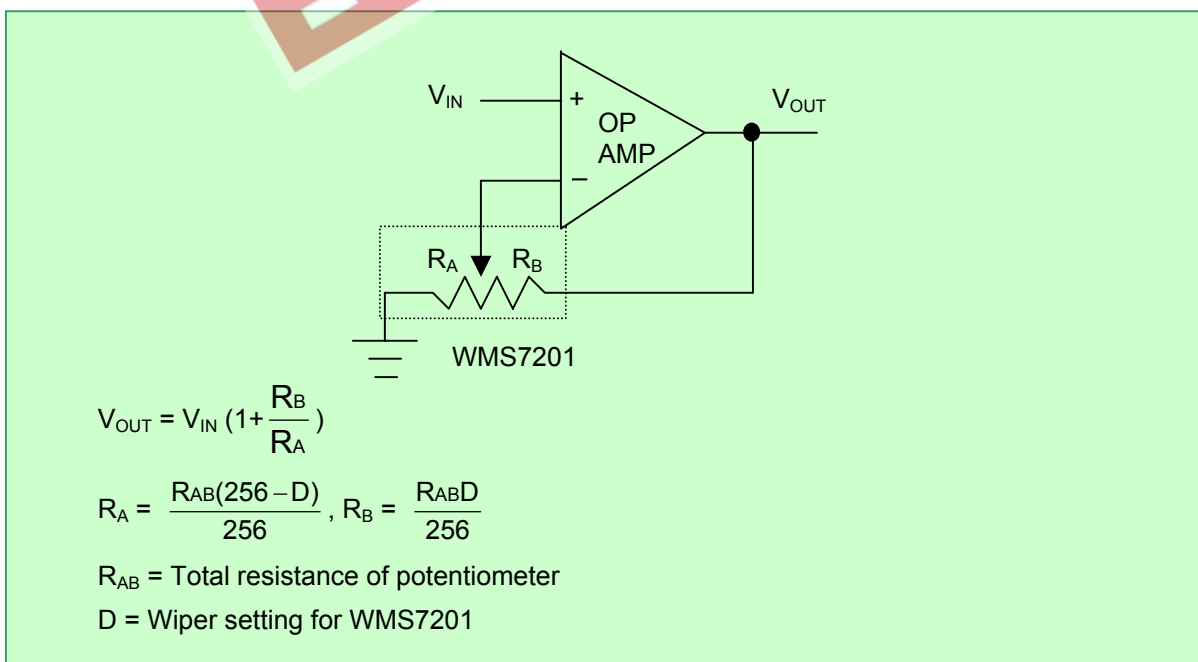 V_IN
+
OP
AMP
−
V_OUT
R_A R_B
WMS7201
V_OUT = V_IN (1+ R_B / R_A )
R_A = R_AB(256 – D) / 256 , R_B = R_ABD / 256
R_AB = Total resistance of potentiometer
D = Wiper setting for WMS7201